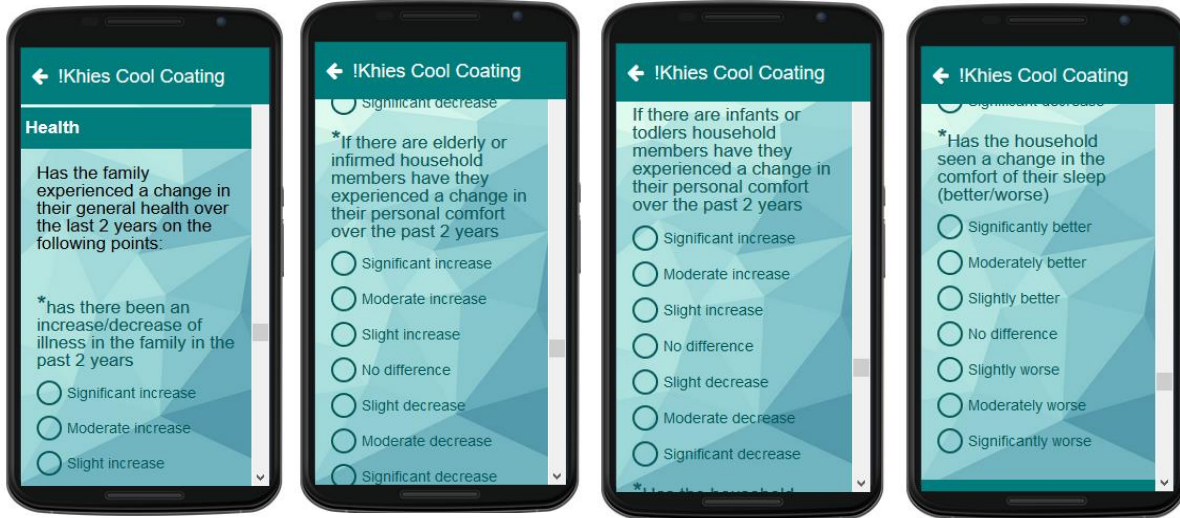 !Khies Cool Coating
Health
Has the family
experienced a change in
their general health over
the last 2 years on the
following points:
*has there been an
increase/decrease of
illness in the family in the
past 2 years
Significant increase
Moderate increase
Slight increase
!Khies Cool Coating
Significant decrease
*If there are elderly or
infirmed household
members have they
experienced a change in
their personal comfort
over the past 2 years
Significant increase
Moderate increase
Slight increase
No difference
Slight decrease
Moderate decrease
Significant decrease
!Khies Cool Coating
If there are infants or
todlers household
members have they
experienced a change in
their personal comfort
over the past 2 years
Significant increase
Moderate increase
Slight increase
No difference
Slight decrease
Moderate decrease
Significant decrease
*Has the household
!Khies Cool Coating
Significant decrease
*Has the household
seen a change in the
comfort of their sleep
(better/worse)
Significantly better
Moderately better
Slightly better
No difference
Slightly worse
Moderately worse
Significantly worse